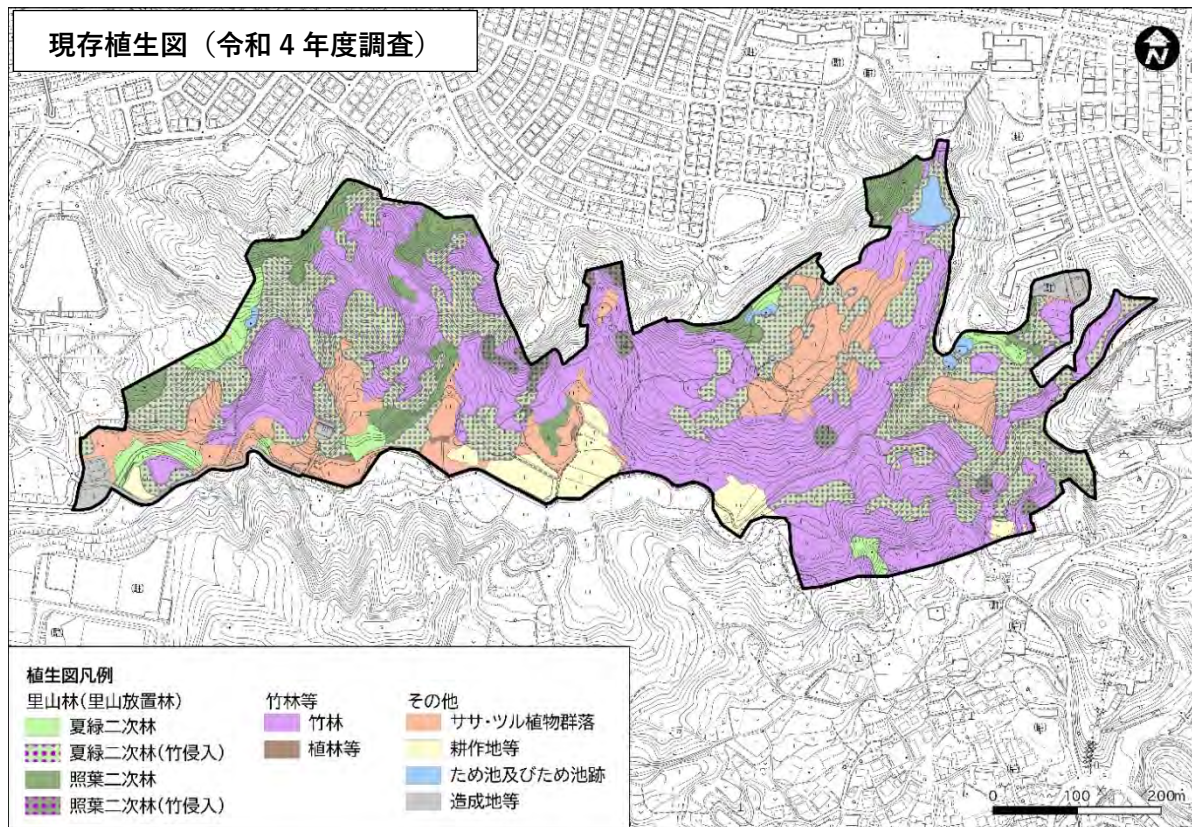 現存植生図（令和４年度調査）
N
植生図凡例
里山林(里山放置林)
夏緑二次林
夏緑二次林(竹侵入)
照葉二次林
照葉二次林(竹侵入)
竹林等
竹林
植林等
その他
ササ・ツル植物群落
耕作地等
ため池及びため池跡
造成地等
0 100 200m